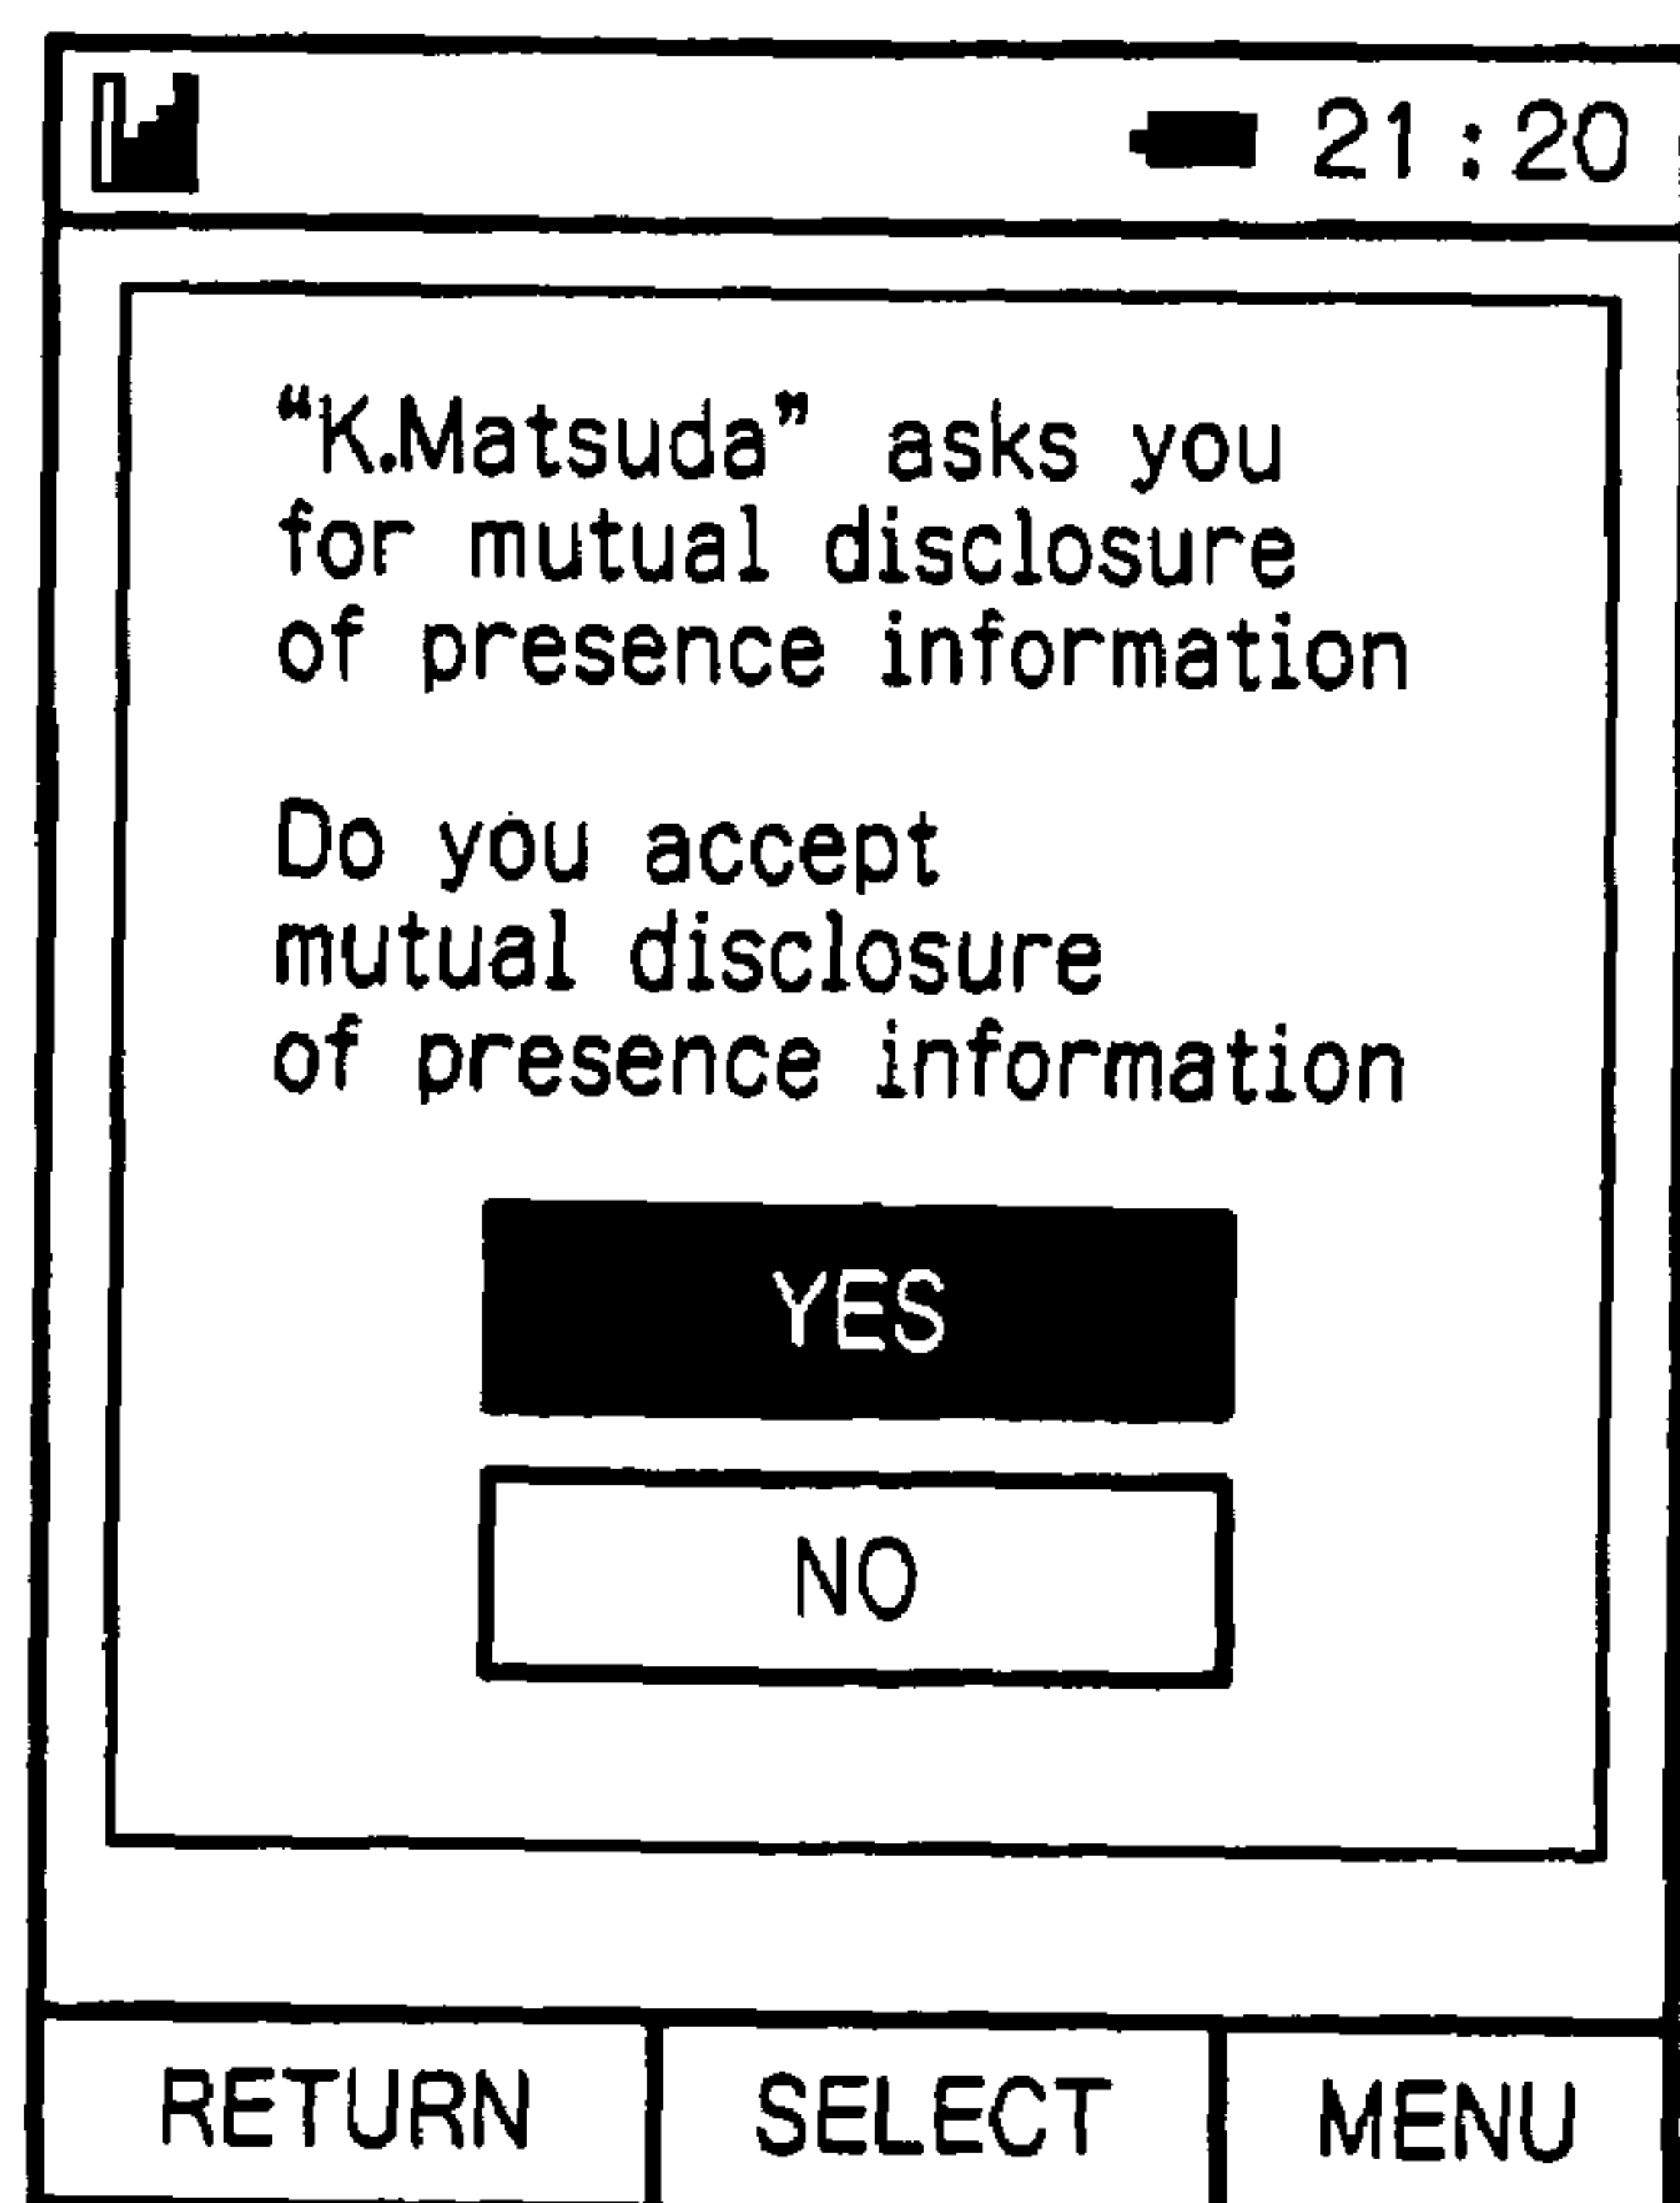 21:20
“K.Matsuda” asks you
for mutual disclosure
of presence information
Do you accept
mutual disclosure
of presence information
YES
NO
RETURN SELECT MENU